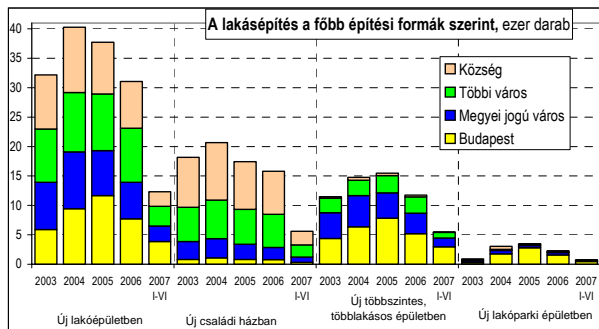 A lakásépítés a főbb építési formák szerint, ezer darab
40
35
30
25
20
15
10
5
0
Község
Többi város
Megyei jogú város
Budapest
2003 2004 2005 2006 2007 2003 2004 2005 2006 2007 2003 2004 2005 2006 2007 2003 2004 2005 2006 2007
I-VI I-VI I-VI I-VI
Új lakóépületben Új családi házban Új többszintes, Új lakóparki épületben
többlakásos épületben